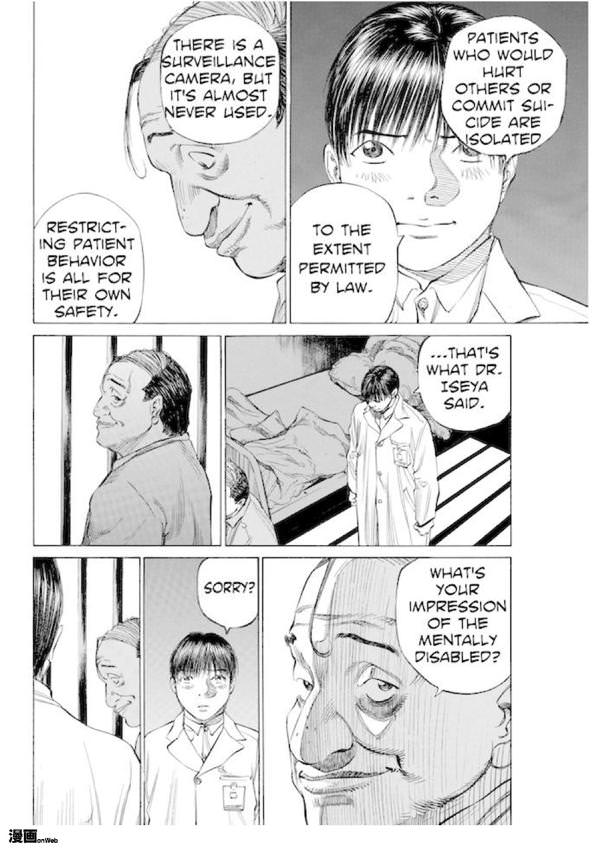 PATIENTS
WHO WOULD
HURT
OTHERS OR
COMMIT SUI-
CIDE ARE
ISOLATED
TO THE
EXTENT
PERMITTED
BY LAW.
THERE IS A
SURVEILLANCE
CAMERA, BUT
IT'S ALMOST
NEVER USED.
RESTRICT-
ING PATIENT
BEHAVIOR
IS ALL FOR
THEIR OWN
SAFETY.
...THAT'S
WHAT DR.
ISEYA
SAID.
WHAT'S
YOUR
IMPRESSION
OF THE
MENTALLY
DISABLED?
SORRY?
漫画onWeb